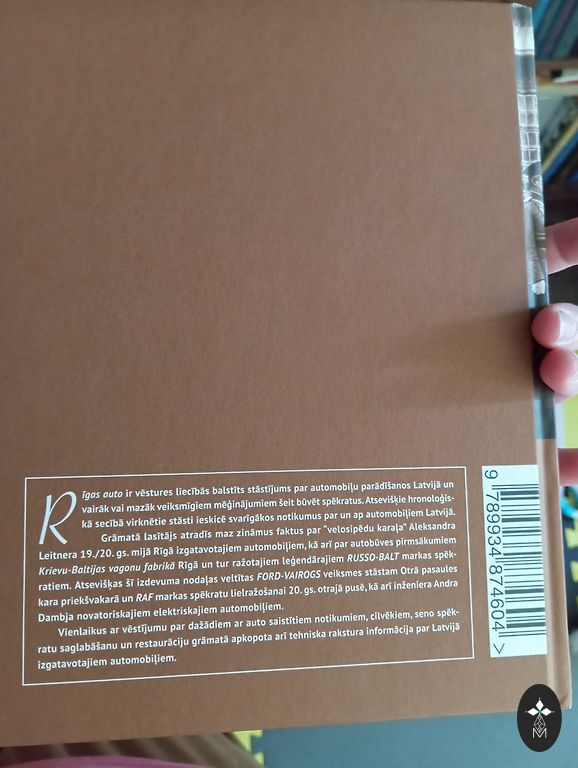 Rīgas auto ir vēstures liecībās balstīts stāstījums par automobiļu parādīšanos Latvijā un
vairāk vai mazāk veiksmīgiem mēģinājumiem šeit būvēt spēkratus. Atsevišķie hronoloģis-
kā secībā virknētie stāsti ieskicē svarīgākos notikumus par un ap automobiļiem Latvijā.
Grāmatā lasītājs atradīs maz zināmus faktus par "velosipēdu karaļa" Aleksandra
Leitnera 19./20. gs. mijā Rīgā izgatavotajiem automobiļiem, kā arī par autobūves pirmsākumiem
Krievu-Baltijas vagonu fabrikā Rīgā un tur ražotajiem leģendārajiem RUSSO-BALT markas spēk-
ratiem. Atsevišķas šī izdevuma nodaļas veltītas FORD-VAIROGS veiksmes stāstam Otrā pasaules
kara priekšvakarā un RAF markas spēkratu lielražošanai 20. gs. otrajā pusē, kā arī inženiera Andra
Dambja novatoriskajiem elektriskajiem automobiļiem.
Vienlaikus ar vēstījumu par dažādiem ar auto saistītiem notikumiem, cilvēkiem, seno spēk-
ratu saglabāšanu un restaurāciju grāmatā apkopota arī tehniska rakstura informācija par Latvijā
izgatavotajiem automobiļiem.
9 789934 874604 >
M